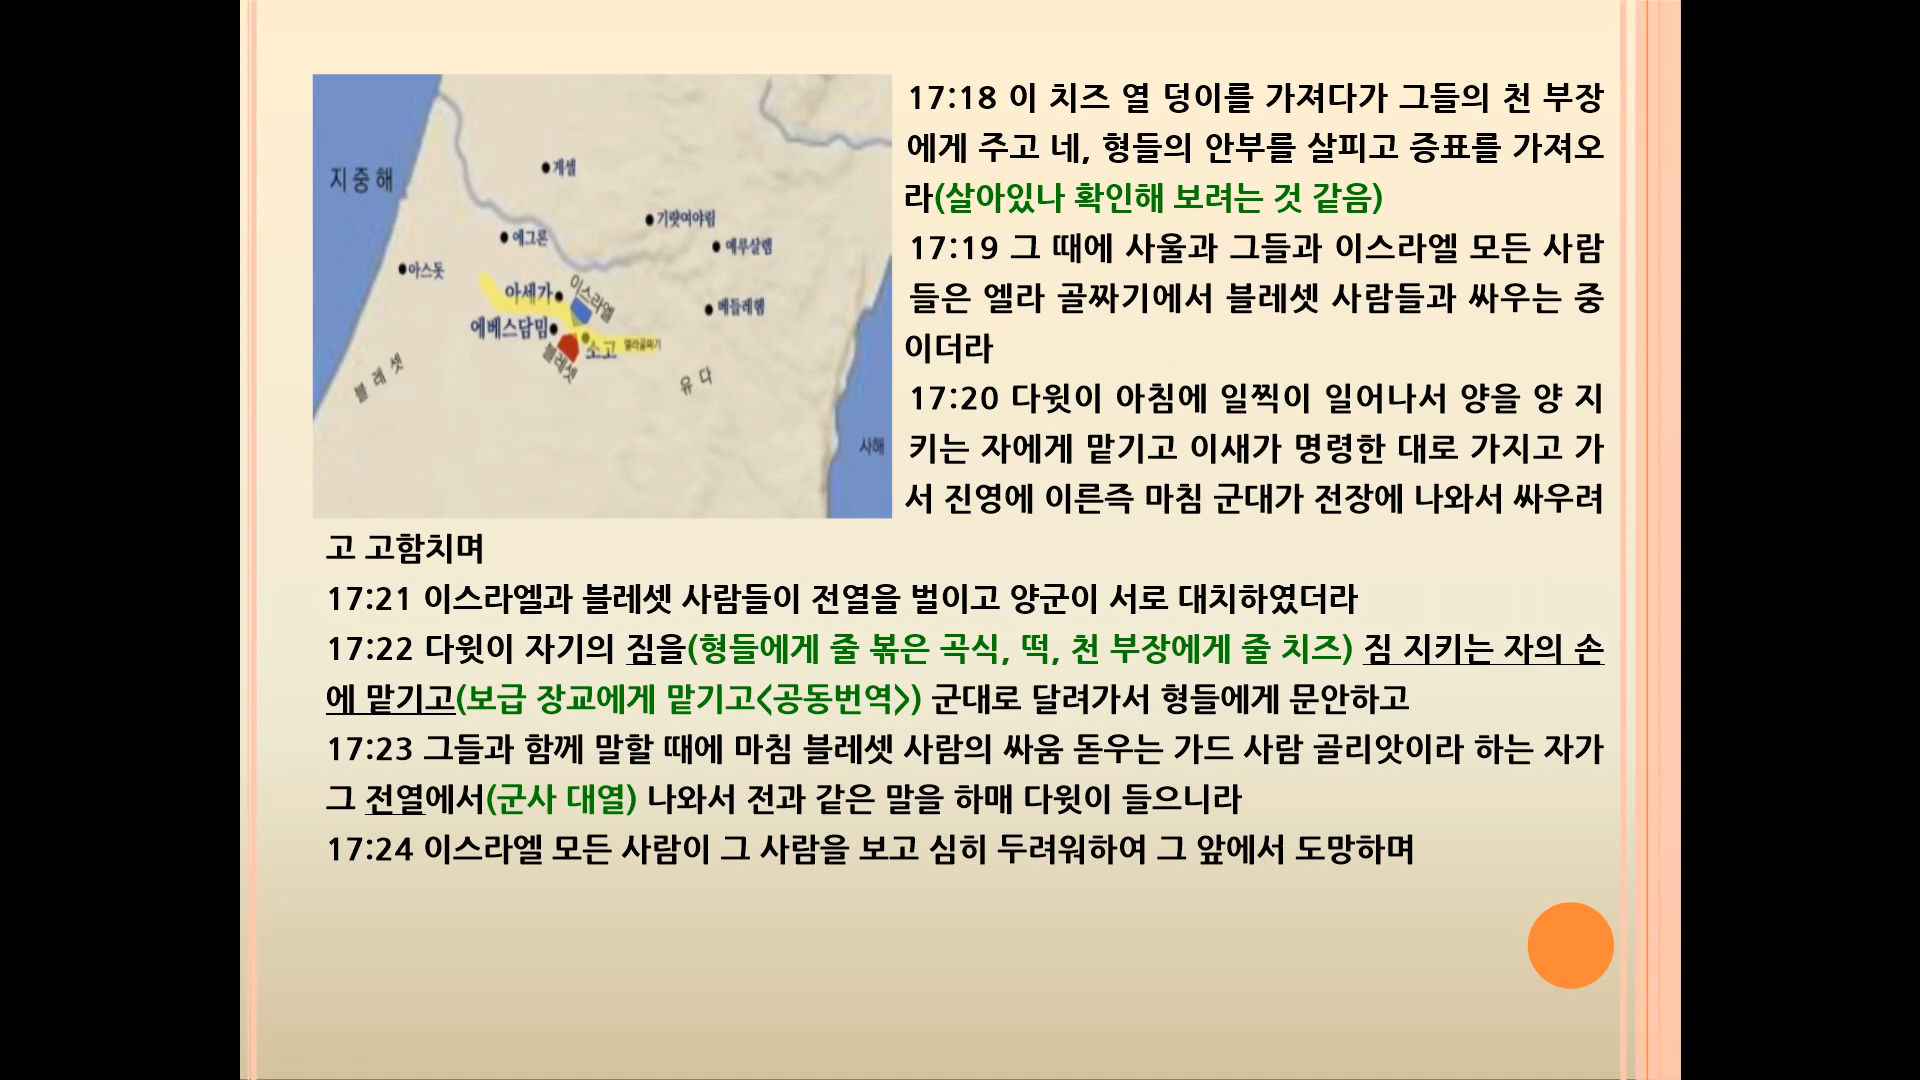 지중해
게셀
기럇여아림
에그론
예루살렘
아스돗
아세가
이스라엘
베들레헴
에베스담밈
소고
엘라골짜기
블레셋
블레셋
유다
사해
17:18 이 치즈 열 덩이를 가져다가 그들의 천 부장
에게 주고 네, 형들의 안부를 살피고 증표를 가져오
라(살아있나 확인해 보려는 것 같음)
17:19 그 때에 사울과 그들과 이스라엘 모든 사람
들은 엘라 골짜기에서 블레셋 사람들과 싸우는 중
이더라
17:20 다윗이 아침에 일찍이 일어나서 양을 양 지
키는 자에게 맡기고 이새가 명령한 대로 가지고 가
서 진영에 이른즉 마침 군대가 전장에 나와서 싸우려
고 고함치며
17:21 이스라엘과 블레셋 사람들이 전열을 벌이고 양군이 서로 대치하였더라
17:22 다윗이 자기의 짐을(형들에게 줄 볶은 곡식, 떡, 천 부장에게 줄 치즈) 짐 지키는 자의 손
에 맡기고(보급 장교에게 맡기고<공동번역>) 군대로 달려가서 형들에게 문안하고
17:23 그들과 함께 말할 때에 마침 블레셋 사람의 싸움 돋우는 가드 사람 골리앗이라 하는 자가
그 전열에서(군사 대열) 나와서 전과 같은 말을 하매 다윗이 들으니라
17:24 이스라엘 모든 사람이 그 사람을 보고 심히 두려워하여 그 앞에서 도망하며